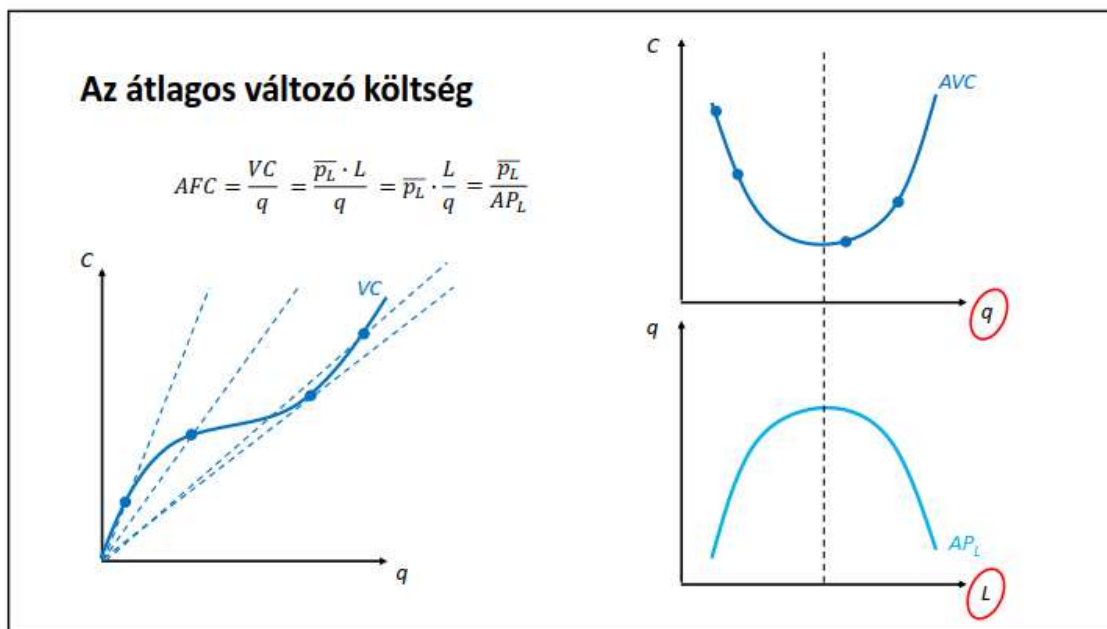 Az átlagos változó költség
AFC = VC/q = p̅_L · L/q = p̅_L · L/q = p̅_L/AP_L
C
VC
q
C
AVC
q
q
AP_L
L